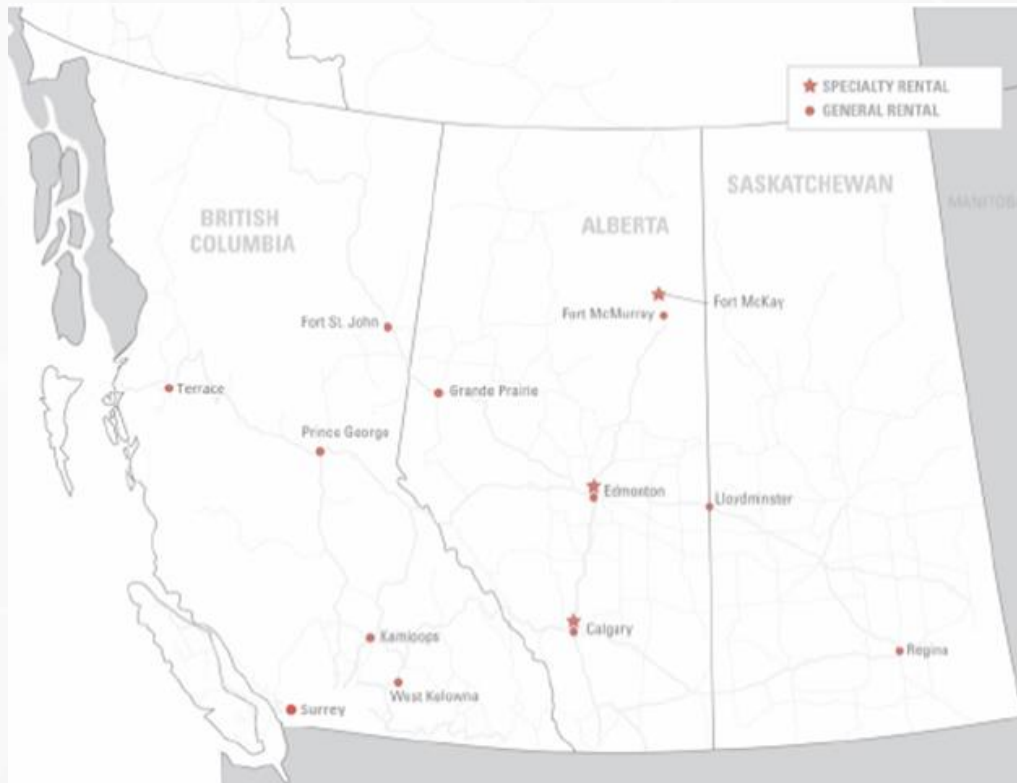 SPECIALTY RENTAL
GENERAL RENTAL
SASKATCHEWAN
MANITOB
BRITISH
COLUMBIA
ALBERTA
Fort McKay
Fort McMurray
Fort St. John
Terrace
Grande Prairie
Prince George
Edmonton
Lloydminster
Calgary
Kamloops
Regina
West Kelowna
Surrey